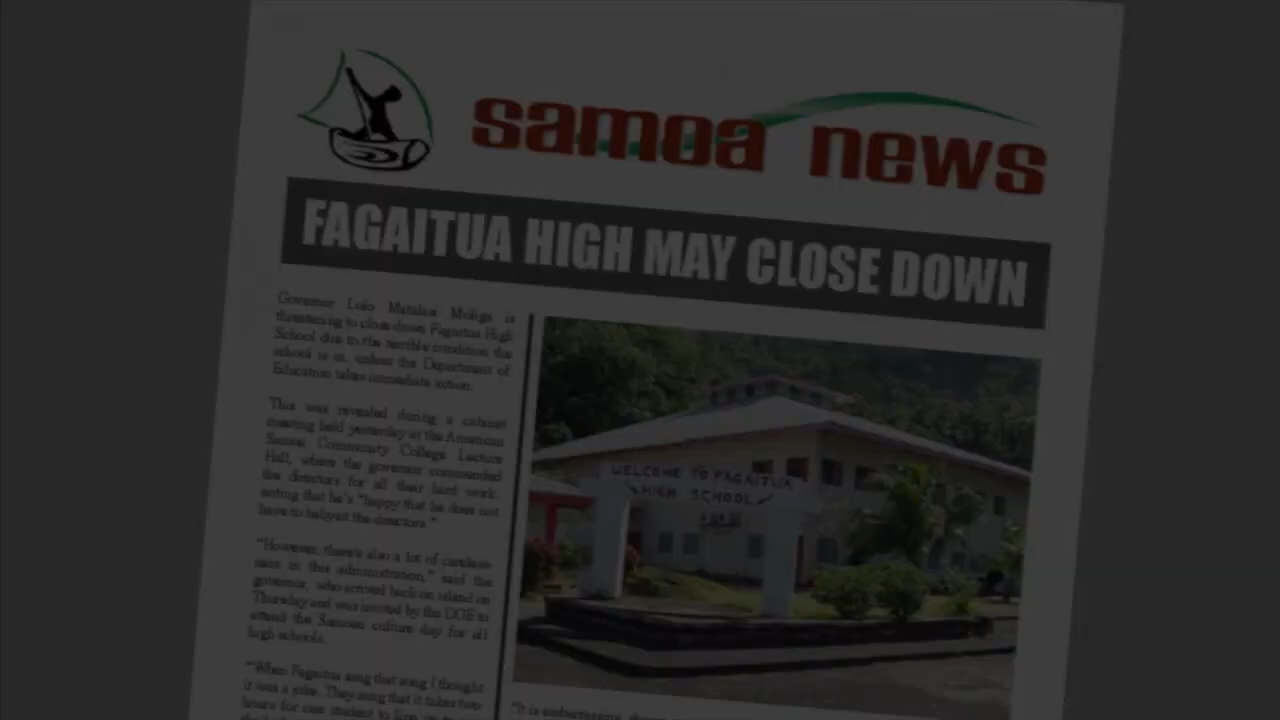 samoa news
FAGAITUA HIGH MAY CLOSE DOWN
Governor Lolo Matalasi Moliga is
threatening to close down Fagaitua High
School due to the terrible condition the
school is in, unless the Department of
Education takes immediate action.
This was revealed during a cabinet
meeting held yesterday at the American
Samoa Community College Lecture
Hall, where the governor commended
the directors for all their hard work,
noting that he's "happy that he does not
have to babysit the directors."
"However, there's also a lot of careless-
ness in this administration," said the
governor, who arrived back on island on
Thursday and was invited by the DOE to
attend the Samoan culture day for all
high schools.
"When Fagaitua sang that song I thought
it was a joke. They sang that it takes two
hours for one student to
"It is embarrassing,
WELCOME TO FAGAITUA
HIGH SCHOOL